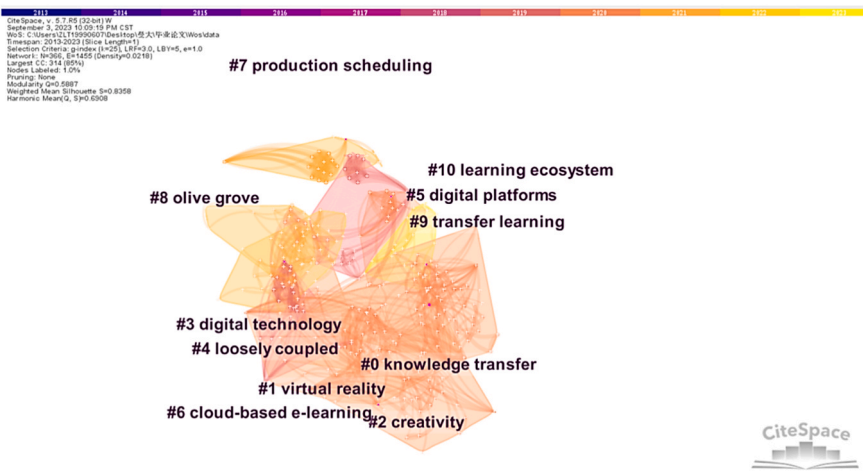 2013 2014 2015 2016 2017 2018 2019 2020 2021 2022 2023
CiteSpace, v. 5.7.R5 (32-bit) W
September 3, 2023 10:09:19 PM CST
WoS: C:\Users\ZLT19990607\Desktop\登大\毕业论文\Wos\data
Timespan: 2013-2023 (Slice Length=1)
Selection Criteria: g-index (k=25), LRF=3.0, LBY=5, e=1.0
Network: N=366, E=1455 (Density=0.0218)
Largest CC: 314 (85%)
Nodes Labeled: 1.0%
Pruning: None
Modularity Q=0.5887
Weighted Mean Silhouette S=0.8358
Harmonic Mean(Q, S)=0.6908
#7 production scheduling
#10 learning ecosystem
#5 digital platforms
#8 olive grove
#9 transfer learning
#3 digital technology
#4 loosely coupled
#0 knowledge transfer
#1 virtual reality
#6 cloud-based e-learning
#2 creativity
CiteSpace